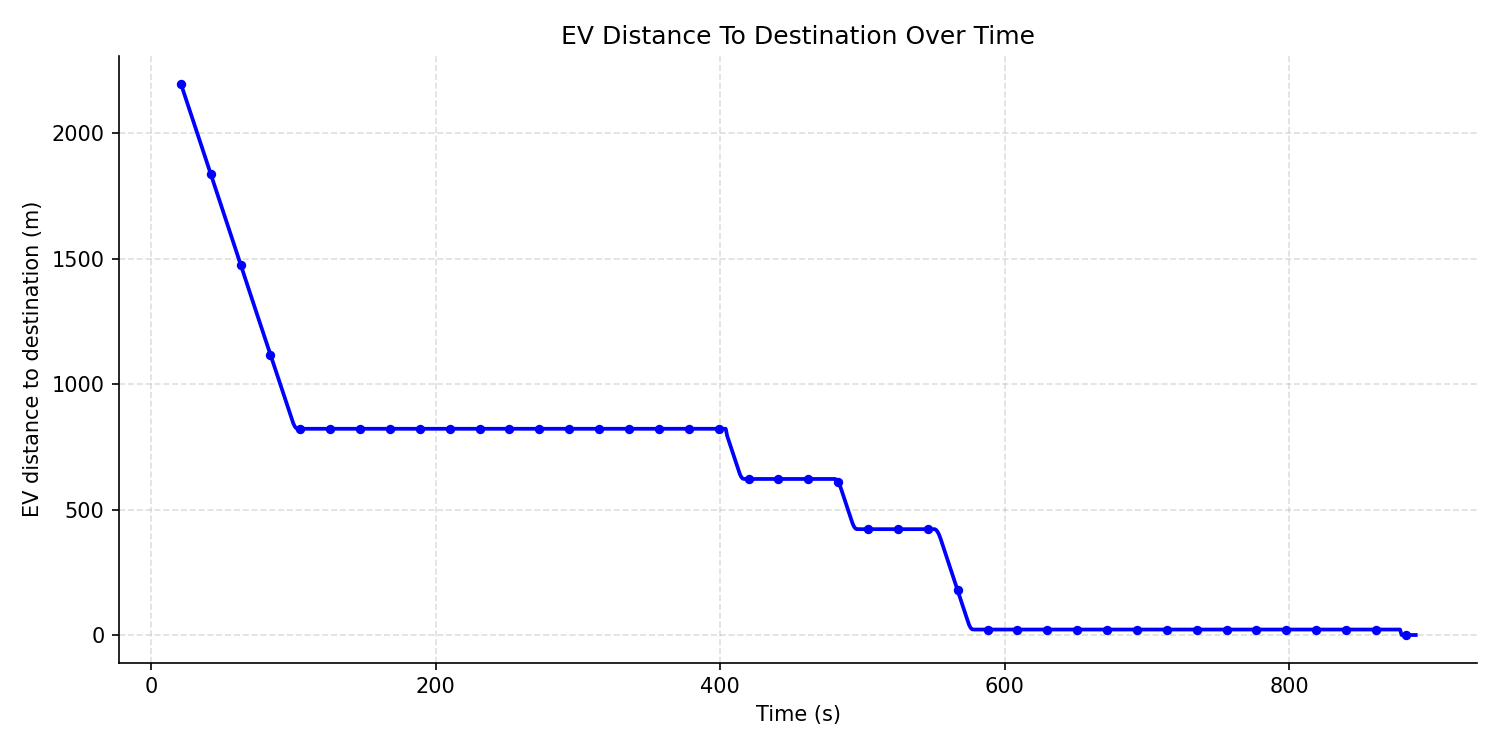 EV Distance To Destination Over Time
EV distance to destination (m)
2000
1500
1000
500
0
0 200 400 600 800
Time (s)